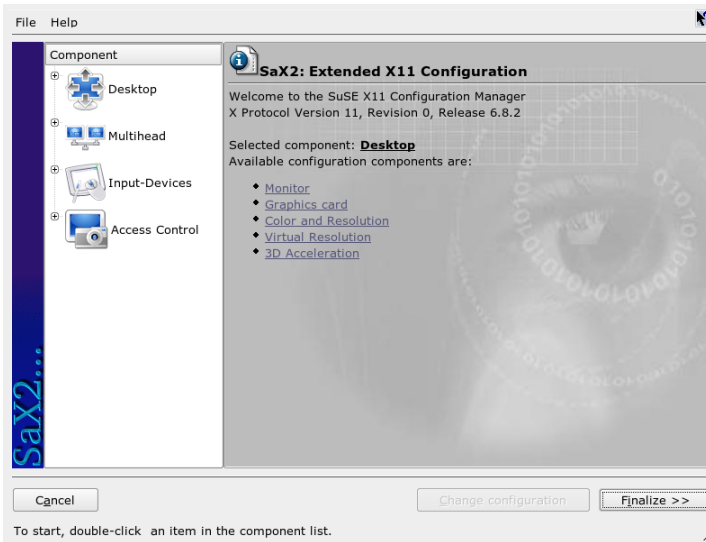 File Help
Component
Desktop
Multihead
Input-Devices
Access Control
SaX2...
SaX2: Extended X11 Configuration
Welcome to the SuSE X11 Configuration Manager
X Protocol Version 11, Revision 0, Release 6.8.2
Selected component: Desktop
Available configuration components are:
Monitor
Graphics card
Color and Resolution
Virtual Resolution
3D Acceleration
Cancel
Change configuration
Finalize >>
To start, double-click an item in the component list.